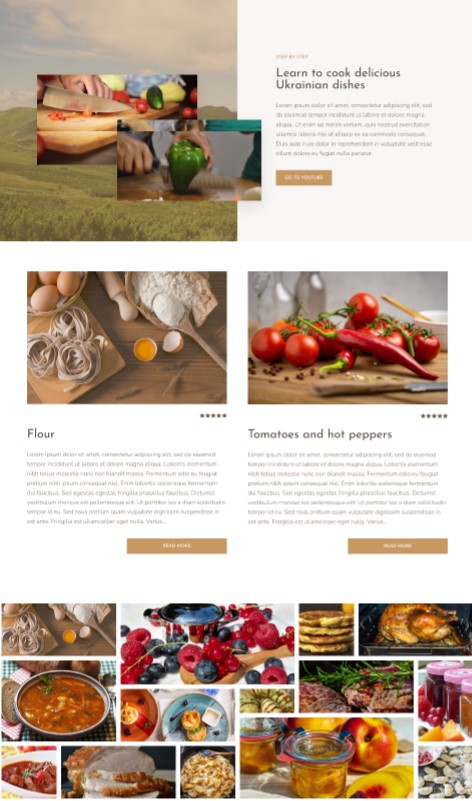 STEP BY STEP
Learn to cook delicious
Ukrainian dishes
Lorem ipsum dolor sit amet, consectetur adipiscing elit, sed
do eiusmod tempor incididunt ut labore et dolore magna
aliqua. Ut enim ad minim veniam, quis nostrud exercitation
ullamco laboris nisi ut aliquip ex ea commodo consequat.
Duis aute irure dolor in reprehenderit in voluptate velit esse
cillum dolore eu fugiat nulla pariatur.
GO TO YOUTUBE
Flour
Lorem ipsum dolor sit amet, consectetur adipiscing elit, sed do eiusmod
tempor incididunt ut labore et dolore magna aliqua. Lobortis elementum
nibh tellus molestie nunc non blandit massa. Elementum eu facilisis feugiat
pretium nibh ipsum consequat nisl. Enim lobortis scelerisque fermentum
dui faucibus. Sed egestas egestas fringilla phasellus faucibus. Dictumst
vestibulum rhoncus est pellentesque elit. Ut porttitor leo a diam sollicitudin
tempor id eu. Sed risus pretium quam vulputate dignissim suspendisse in
est ante. Fringilla est ullamcorper eget nulla. Varius...
READ MORE
Tomatoes and hot peppers
Lorem ipsum dolor sit amet, consectetur adipiscing elit, sed do eiusmod
tempor incididunt ut labore et dolore magna aliqua. Lobortis elementum
nibh tellus molestie nunc non blandit massa. Elementum eu facilisis feugiat
pretium nibh ipsum consequat nisl. Enim lobortis scelerisque fermentum
dui faucibus. Sed egestas egestas fringilla phasellus faucibus. Dictumst
vestibulum rhoncus est pellentesque elit. Ut porttitor leo a diam sollicitudin
tempor id eu. Sed risus pretium quam vulputate dignissim suspendisse in
est ante. Fringilla est ullamcorper eget nulla. Varius...
READ MORE